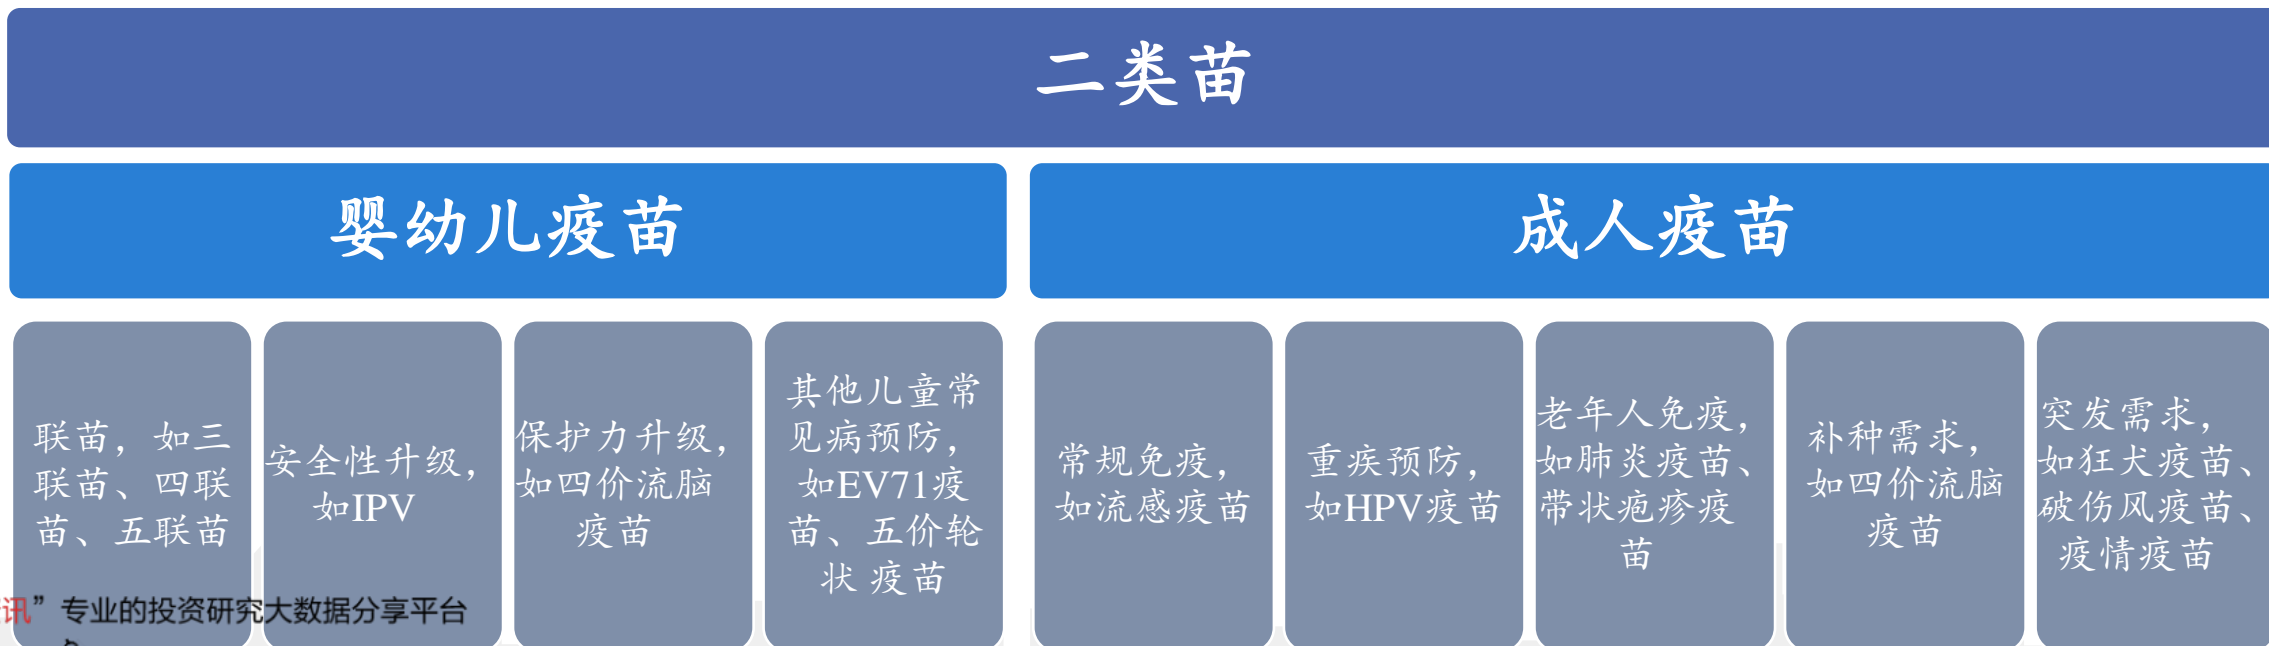 二类苗
婴幼儿疫苗
成人疫苗
联苗，如三
联苗、四联
苗、五联苗
安全性升级，
如IPV
保护力升级，
如四价流脑
疫苗
其他儿童常
见病预防，
如EV71疫
苗、五价轮
状 疫苗
常规免疫，
如流感疫苗
重疾预防，
如HPV疫苗
老年人免疫，
如肺炎疫苗、
带状疱疹疫
苗
补种需求，
如四价流脑
疫苗
突发需求，
如狂犬疫苗、
破伤风疫苗、
疫情疫苗
讯”专业的投资研究大数据分享平台